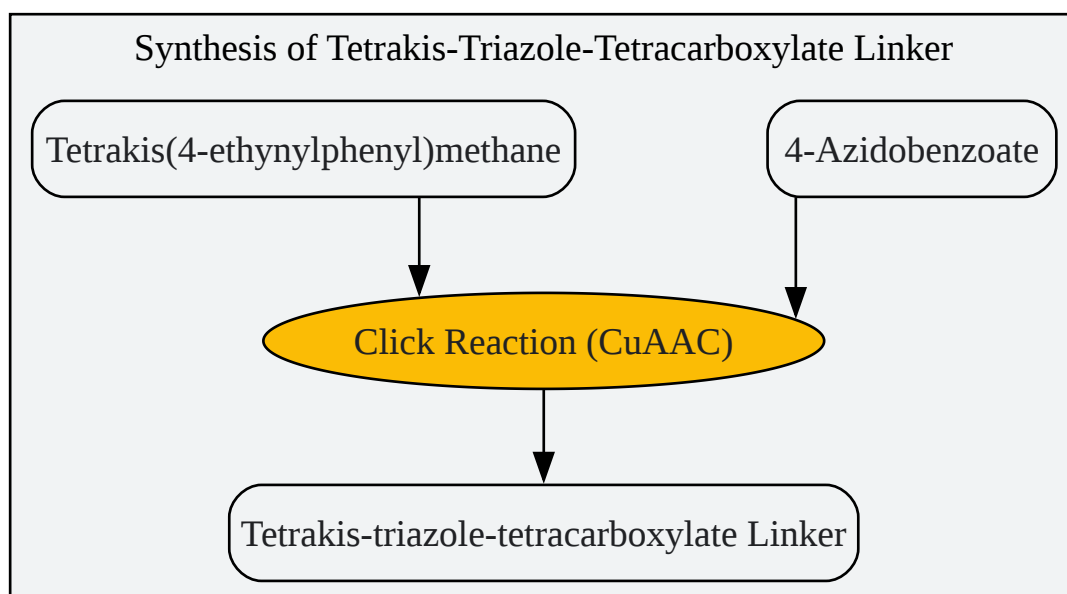 Synthesis of Tetrakis-Triazole-Tetracarboxylate Linker
Tetrakis(4-ethynylphenyl)methane
4-Azidobenzoate
Click Reaction (CuAAC)
Tetrakis-triazole-tetracarboxylate Linker